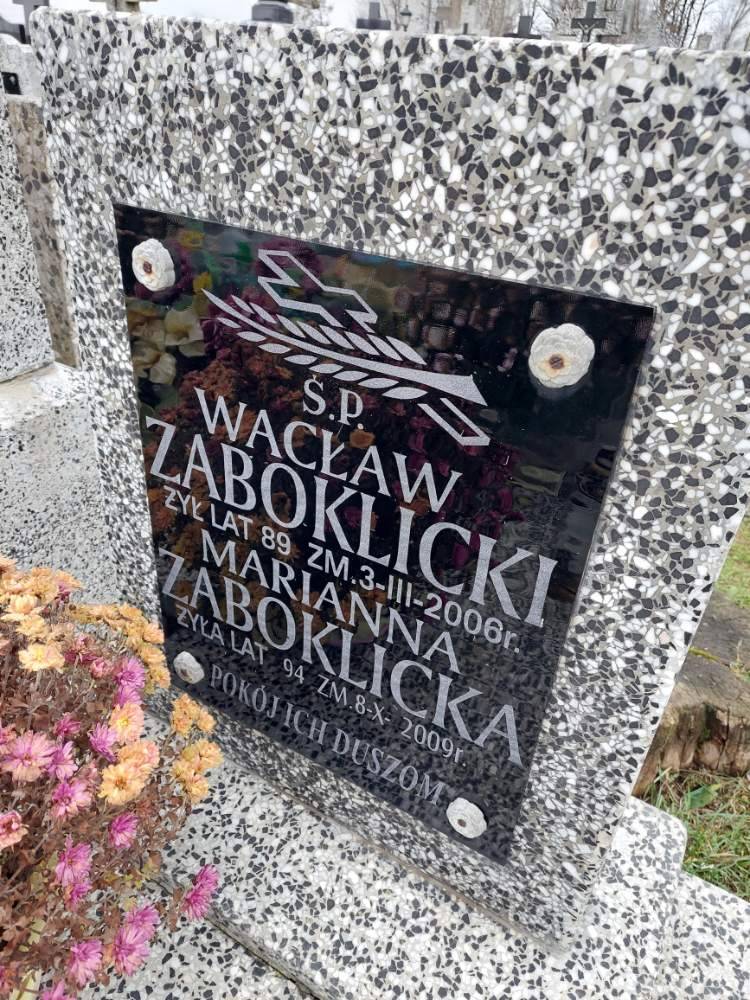 Ś.P.
WACŁAW
ZABOKLICKI
ŻYŁ LAT 89 ZM.3-III-2006r.
MARIANNA
ZABOKLICKA
ŻYŁA LAT 94 ZM.8-X- 2009r.
POKÓJ ICH DUSZOM